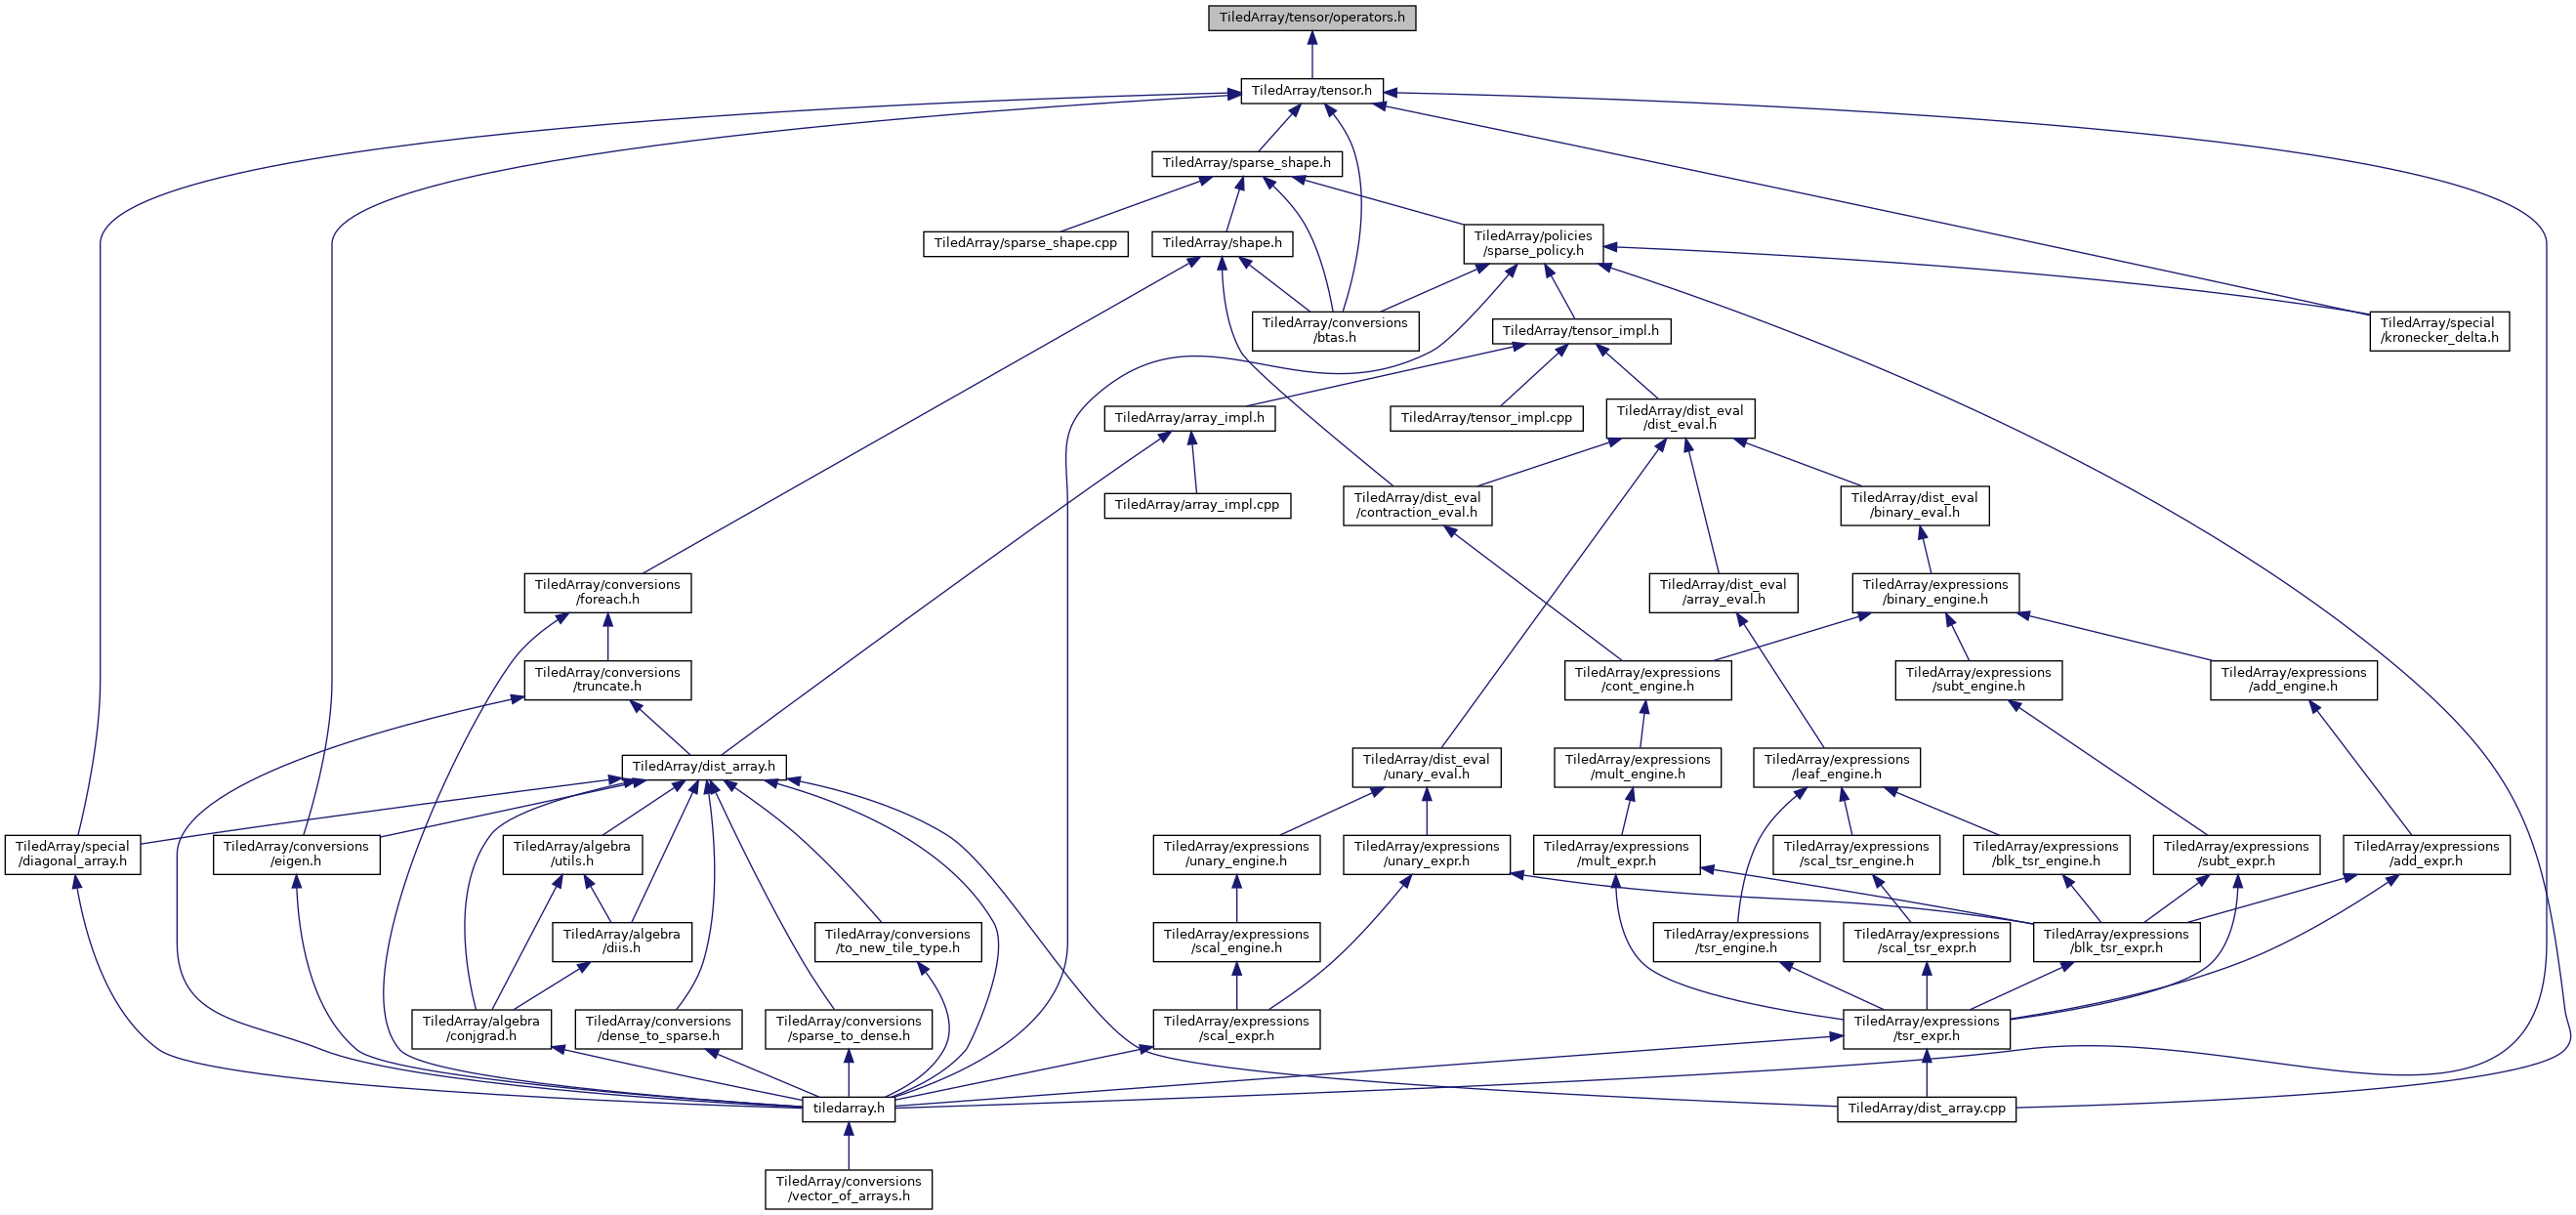 TiledArray/tensor/operators.h
TiledArray/tensor.h
TiledArray/sparse_shape.h
TiledArray/sparse_shape.cpp
TiledArray/shape.h
TiledArray/policies
/sparse_policy.h
TiledArray/conversions
/btas.h
TiledArray/tensor_impl.h
TiledArray/special
/kronecker_delta.h
TiledArray/array_impl.h
TiledArray/tensor_impl.cpp
TiledArray/dist_eval
/dist_eval.h
TiledArray/array_impl.cpp
TiledArray/dist_eval
/contraction_eval.h
TiledArray/dist_eval
/binary_eval.h
TiledArray/conversions
/foreach.h
TiledArray/dist_eval
/array_eval.h
TiledArray/expressions
/binary_engine.h
TiledArray/conversions
/truncate.h
TiledArray/expressions
/cont_engine.h
TiledArray/expressions
/subt_engine.h
TiledArray/expressions
/add_engine.h
TiledArray/dist_array.h
TiledArray/dist_eval
/unary_eval.h
TiledArray/expressions
/mult_engine.h
TiledArray/expressions
/leaf_engine.h
TiledArray/special
/diagonal_array.h
TiledArray/conversions
/eigen.h
TiledArray/algebra
/utils.h
TiledArray/expressions
/unary_engine.h
TiledArray/expressions
/unary_expr.h
TiledArray/expressions
/mult_expr.h
TiledArray/expressions
/scal_tsr_engine.h
TiledArray/expressions
/blk_tsr_engine.h
TiledArray/expressions
/subt_expr.h
TiledArray/expressions
/add_expr.h
TiledArray/algebra
/diis.h
TiledArray/conversions
/to_new_tile_type.h
TiledArray/expressions
/scal_engine.h
TiledArray/expressions
/tsr_engine.h
TiledArray/expressions
/scal_tsr_expr.h
TiledArray/expressions
/blk_tsr_expr.h
TiledArray/algebra
/conjgrad.h
TiledArray/conversions
/dense_to_sparse.h
TiledArray/conversions
/sparse_to_dense.h
TiledArray/expressions
/scal_expr.h
TiledArray/expressions
/tsr_expr.h
tiledarray.h
TiledArray/dist_array.cpp
TiledArray/conversions
/vector_of_arrays.h